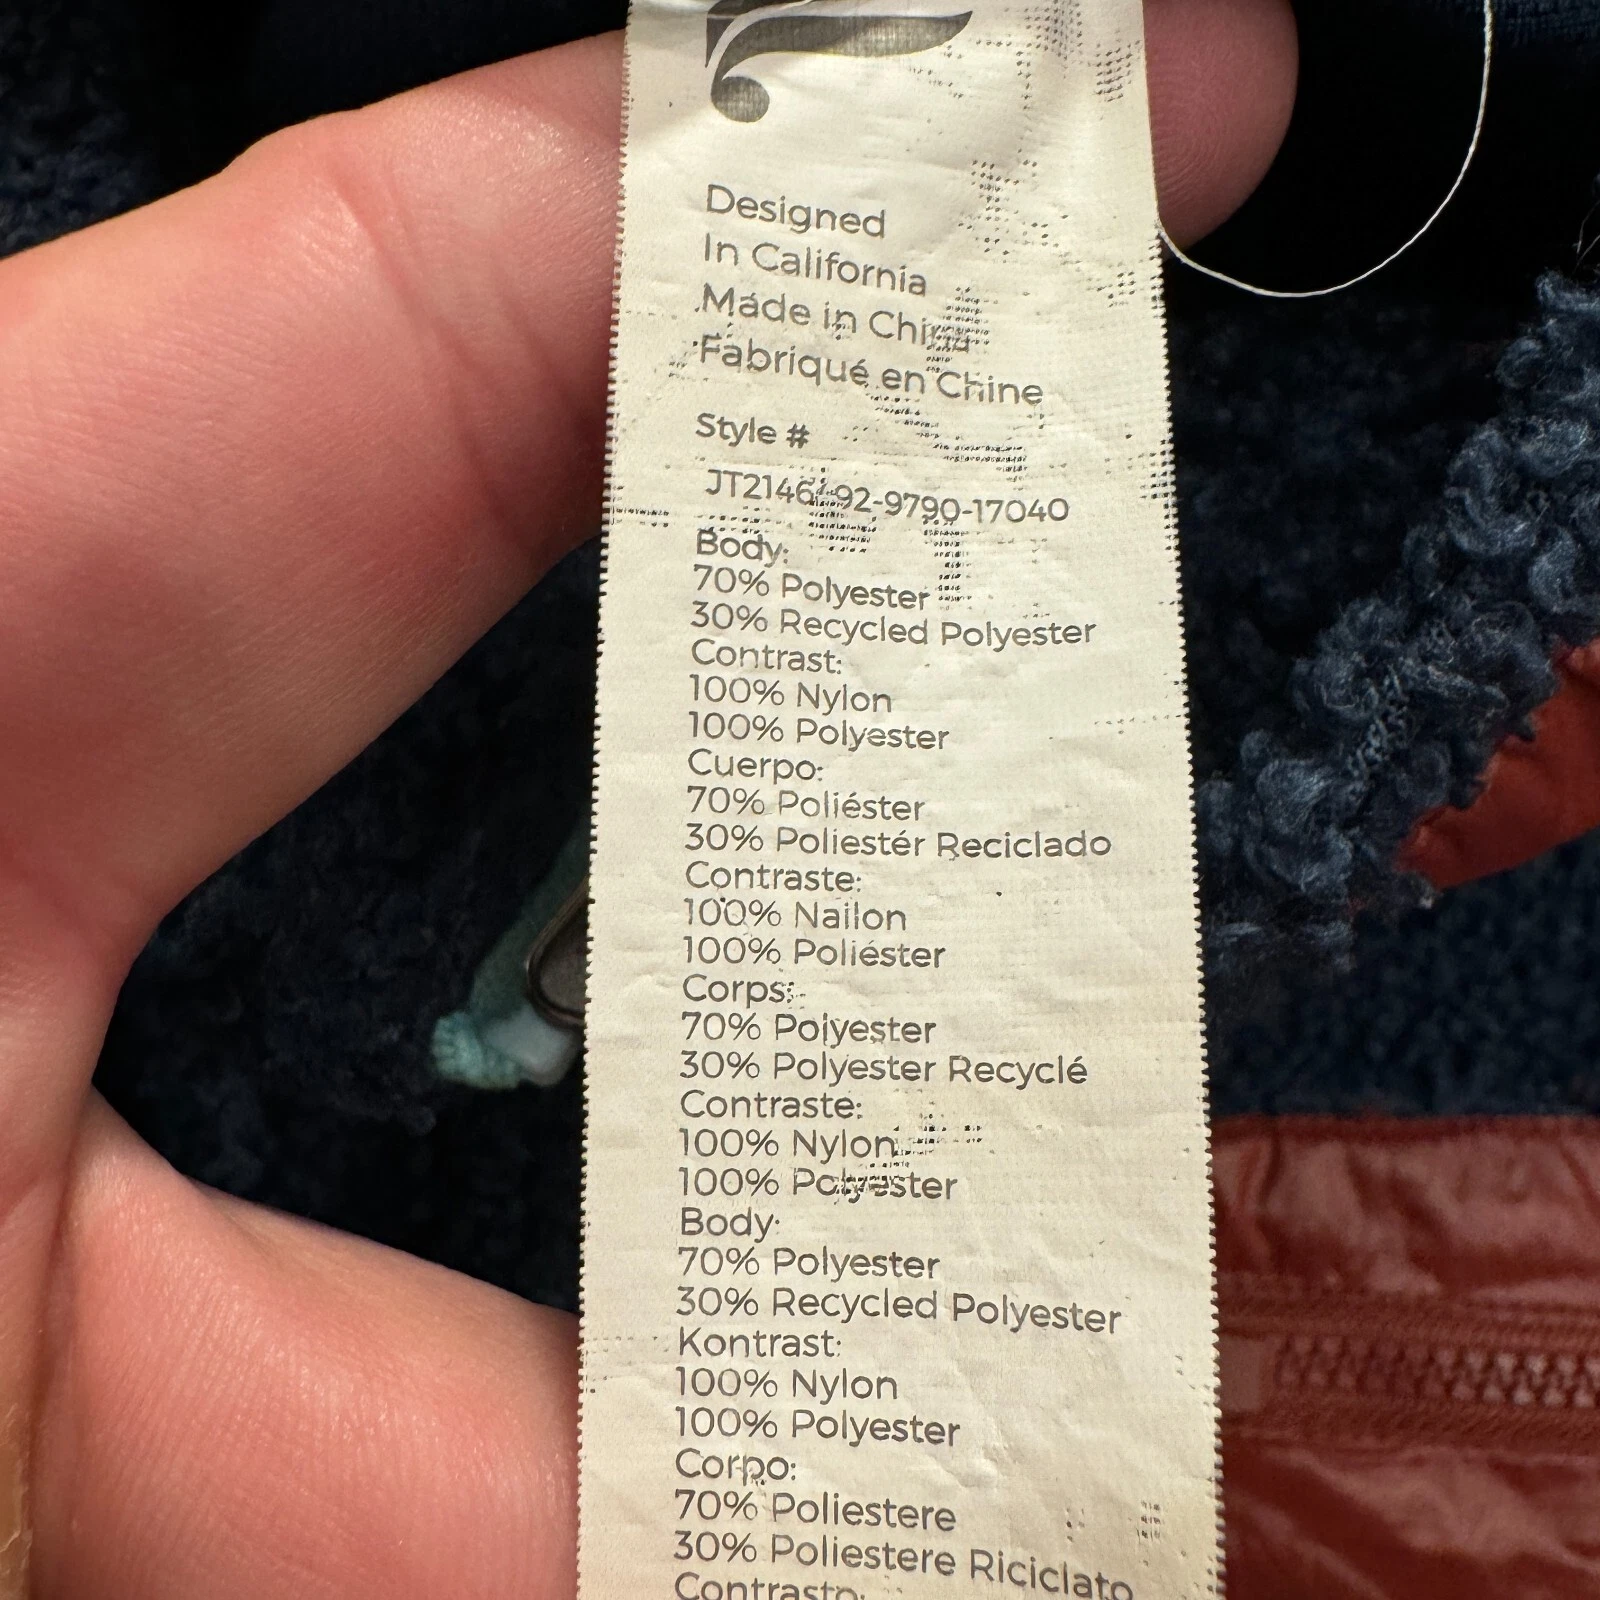 Designed
In California
Made in China
Fabriqué en Chine
Style #
JT2146492-9790-17040
Body:
70% Polyester
30% Recycled Polyester
Contrast:
100% Nylon
100% Polyester
Cuerpo:
70% Poliéster
30% Poliestér Reciclado
Contraste:
100% Nailon
100% Poliéster
Corps:
70% Polyester
30% Polyester Recyclé
Contraste:
100% Nylon
100% Polyester
Body:
70% Polyester
30% Recycled Polyester
Kontrast:
100% Nylon
100% Polyester
Corpo:
70% Poliestere
30% Poliestere Riciclato
Contrasto: